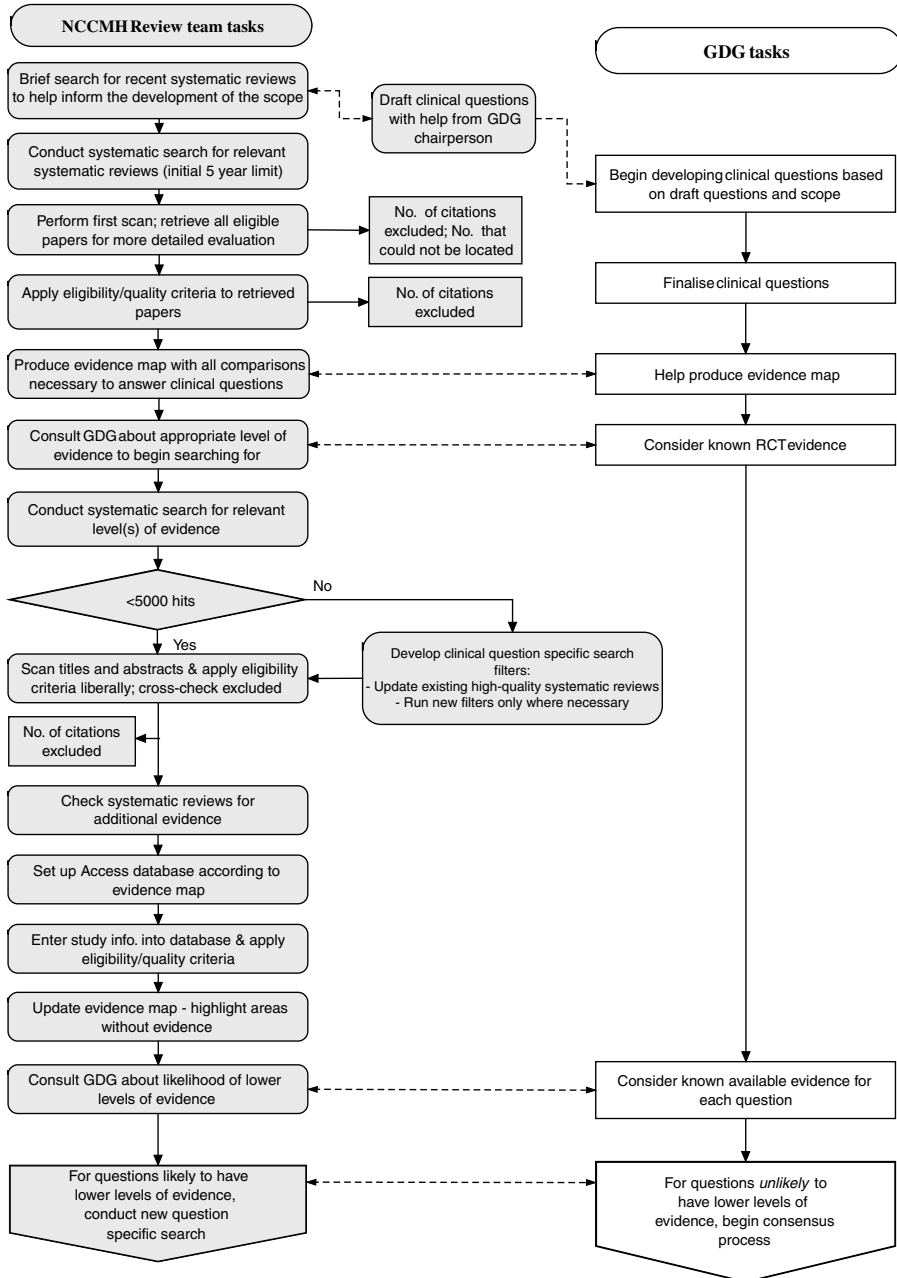 NCCMH Review team tasks
GDG tasks
Brief search for recent systematic reviews
to help inform the development of the scope
Draft clinical questions
with help from GDG
chairperson
Conduct systematic search for relevant
systematic reviews (initial 5 year limit)
Begin developing clinical questions based
on draft questions and scope
Perform first scan; retrieve all eligible
papers for more detailed evaluation
No. of citations
excluded; No. that
could not be located
Apply eligibility/quality criteria to retrieved
papers
No. of citations
excluded
Finalise clinical questions
Produce evidence map with all comparisons
necessary to answer clinical questions
Help produce evidence map
Consult GDG about appropriate level of
evidence to begin searching for
Consider known RCT evidence
Conduct systematic search for relevant
level(s) of evidence
<5000 hits
No
Yes
Develop clinical question specific search
filters:
- Update existing high-quality systematic reviews
- Run new filters only where necessary
Scan titles and abstracts & apply eligibility
criteria liberally; cross-check excluded
No. of citations
excluded
Check systematic reviews for
additional evidence
Set up Access database according to
evidence map
Enter study info. into database & apply
eligibility/quality criteria
Update evidence map - highlight areas
without evidence
Consult GDG about likelihood of lower
levels of evidence
Consider known available evidence for
each question
For questions likely to have
lower levels of evidence,
conduct new question
specific search
For questions unlikely to
have lower levels of
evidence, begin consensus
process